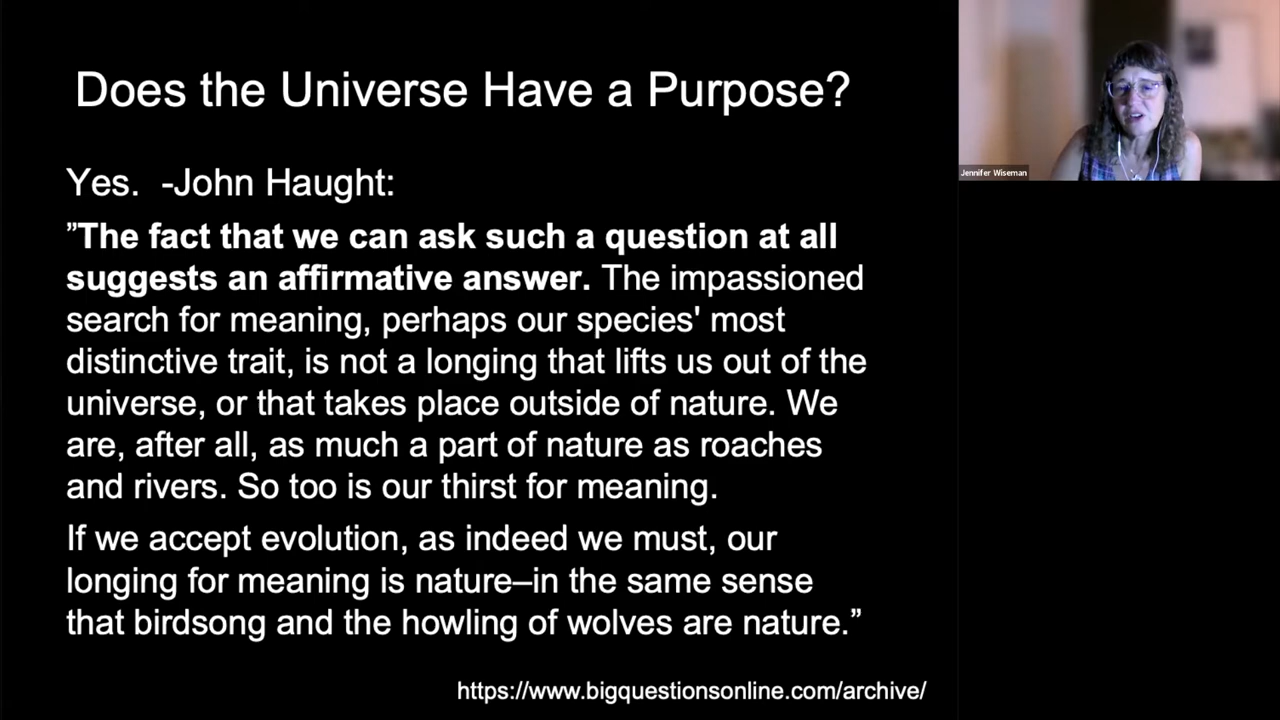 Does the Universe Have a Purpose?
Yes.  -John Haught:
”The fact that we can ask such a question at all
suggests an affirmative answer. The impassioned
search for meaning, perhaps our species' most
distinctive trait, is not a longing that lifts us out of the
universe, or that takes place outside of nature. We
are, after all, as much a part of nature as roaches
and rivers. So too is our thirst for meaning.
If we accept evolution, as indeed we must, our
longing for meaning is nature–in the same sense
that birdsong and the howling of wolves are nature.”
https://www.bigquestionsonline.com/archive/
Jennifer Wiseman